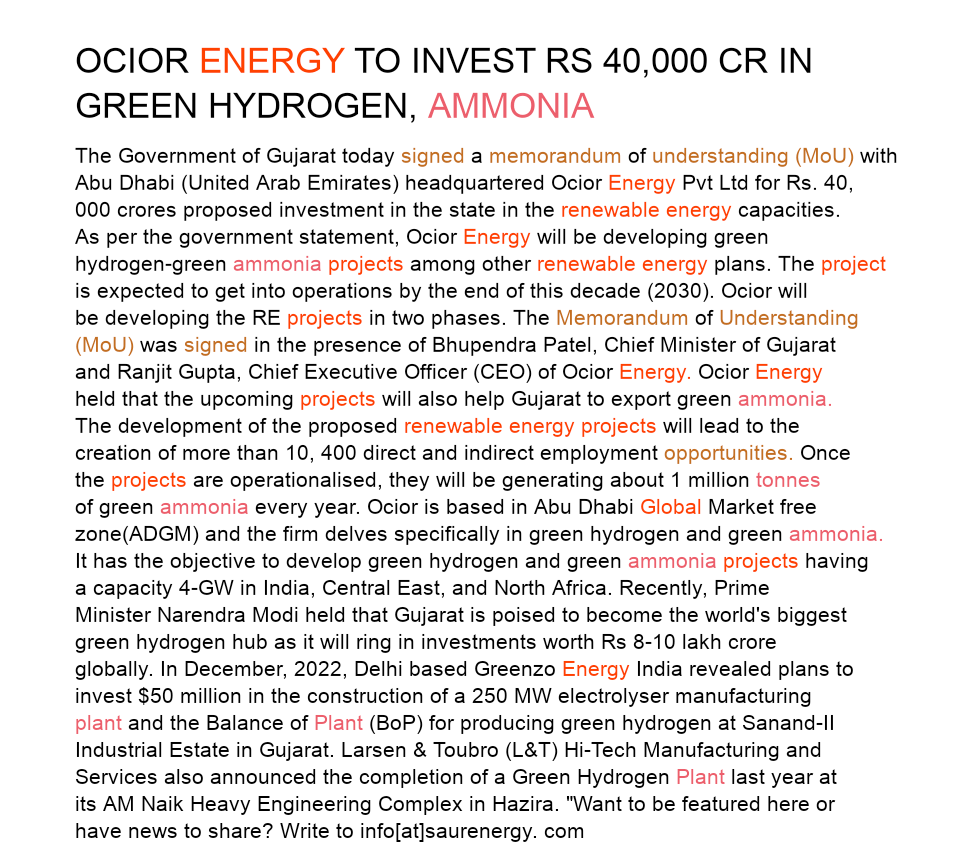 OCIOR ENERGY TO INVEST RS 40,000 CR IN
GREEN HYDROGEN, AMMONIA
The Government of Gujarat today signed a memorandum of understanding (MoU) with
Abu Dhabi (United Arab Emirates) headquartered Ocior Energy Pvt Ltd for Rs. 40,
000 crores proposed investment in the state in the renewable energy capacities.
As per the government statement, Ocior Energy will be developing green
hydrogen-green ammonia projects among other renewable energy plans. The project
is expected to get into operations by the end of this decade (2030). Ocior will
be developing the RE projects in two phases. The Memorandum of Understanding
(MoU) was signed in the presence of Bhupendra Patel, Chief Minister of Gujarat
and Ranjit Gupta, Chief Executive Officer (CEO) of Ocior Energy. Ocior Energy
held that the upcoming projects will also help Gujarat to export green ammonia.
The development of the proposed renewable energy projects will lead to the
creation of more than 10, 400 direct and indirect employment opportunities. Once
the projects are operationalised, they will be generating about 1 million tonnes
of green ammonia every year. Ocior is based in Abu Dhabi Global Market free
zone(ADGM) and the firm delves specifically in green hydrogen and green ammonia.
It has the objective to develop green hydrogen and green ammonia projects having
a capacity 4-GW in India, Central East, and North Africa. Recently, Prime
Minister Narendra Modi held that Gujarat is poised to become the world's biggest
green hydrogen hub as it will ring in investments worth Rs 8-10 lakh crore
globally. In December, 2022, Delhi based Greenzo Energy India revealed plans to
invest $50 million in the construction of a 250 MW electrolyser manufacturing
plant and the Balance of Plant (BoP) for producing green hydrogen at Sanand-II
Industrial Estate in Gujarat. Larsen & Toubro (L&T) Hi-Tech Manufacturing and
Services also announced the completion of a Green Hydrogen Plant last year at
its AM Naik Heavy Engineering Complex in Hazira. "Want to be featured here or
have news to share? Write to info[at]saurenergy. com